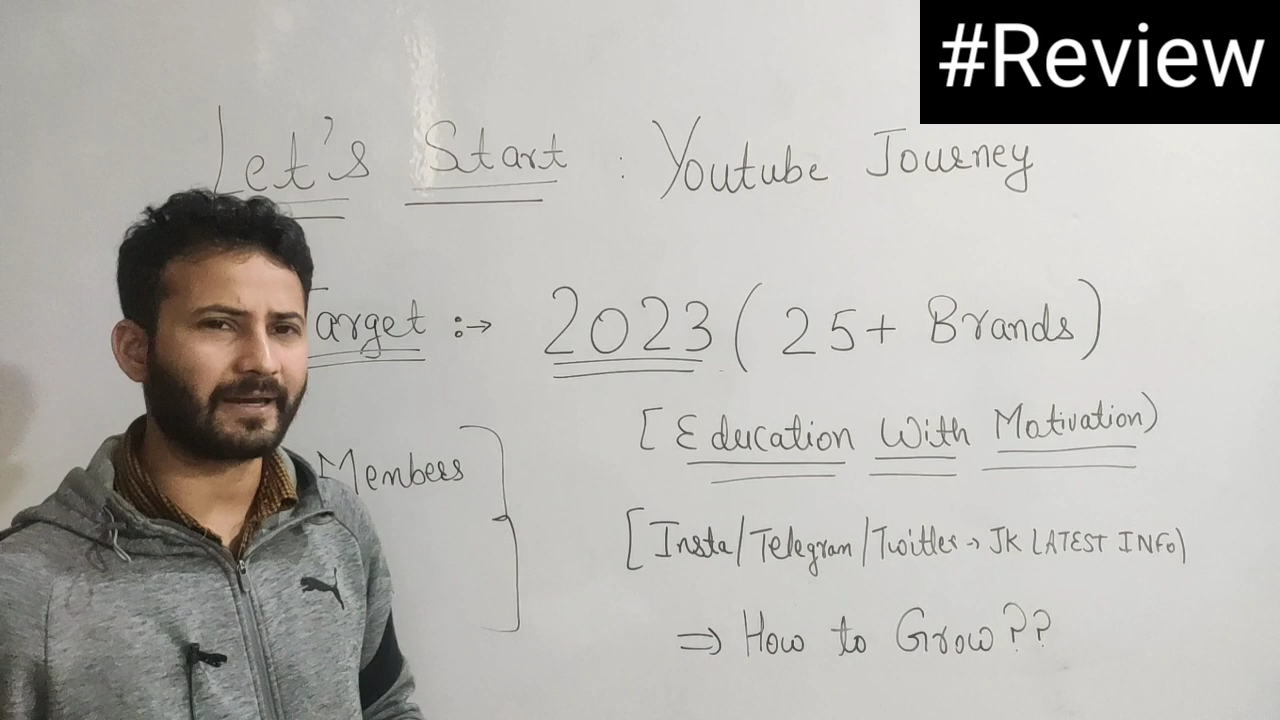 #Review
Let's Start : Youtube Journey
Target :→ 2023 ( 25+ Brands)
[Education With Motivation)
Members
[Insta/Telegram/Twitter → JK LATEST INFO)
⇒ How to Grow??